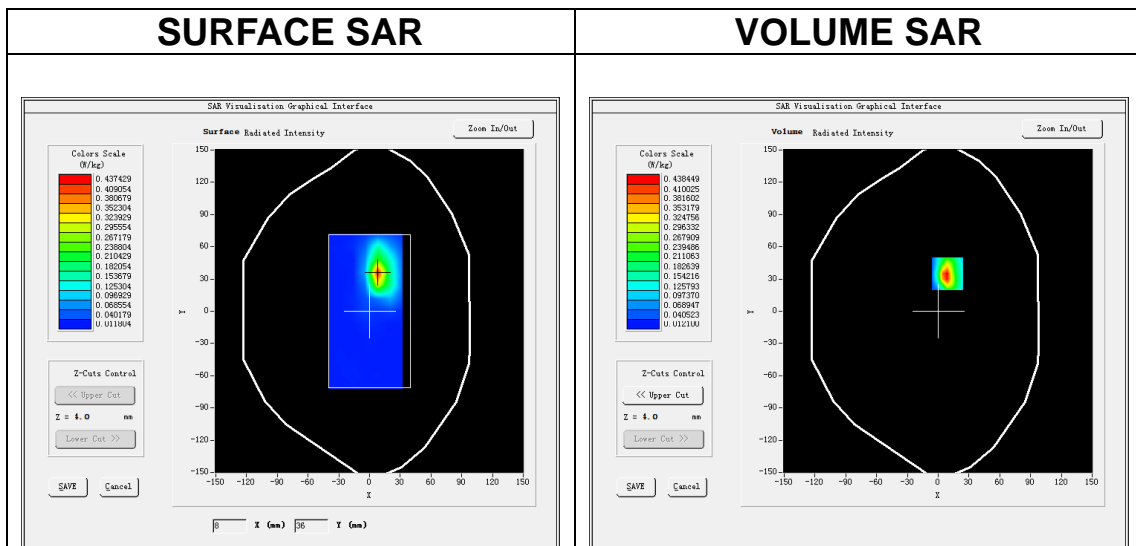 SURFACE SAR
VOLUME SAR
SAR Visualisation Graphical Interface
Surface Radiated Intensity
Zoom In/Out
Colors Scale
(W/kg)
0.437429
0.409054
0.380679
0.352304
0.323929
0.295554
0.267179
0.238804
0.210429
0.182054
0.153679
0.125304
0.096929
0.068554
0.040179
0.011804
150
120
90
60
30
0
-30
-60
-90
-120
-150
Y
-150 -120 -90 -60 -30 0 30 60 90 120 150
X
Z-Cuts Control
<< Upper Cut
Z = 4.0 mm
Lower Cut >>
SAVE Cancel
8 X (mm) 36 Y (mm)
SAR Visualisation Graphical Interface
Volume Radiated Intensity
Zoom In/Out
Colors Scale
(W/kg)
0.438449
0.410025
0.381602
0.353179
0.324756
0.296332
0.267909
0.239486
0.211063
0.182639
0.154216
0.125793
0.097370
0.068947
0.040523
0.012100
150
120
90
60
30
0
-30
-60
-90
-120
-150
Y
-150 -120 -90 -60 -30 0 30 60 90 120 150
X
Z-Cuts Control
<< Upper Cut
Z = 4.0 mm
Lower Cut >>
SAVE Cancel